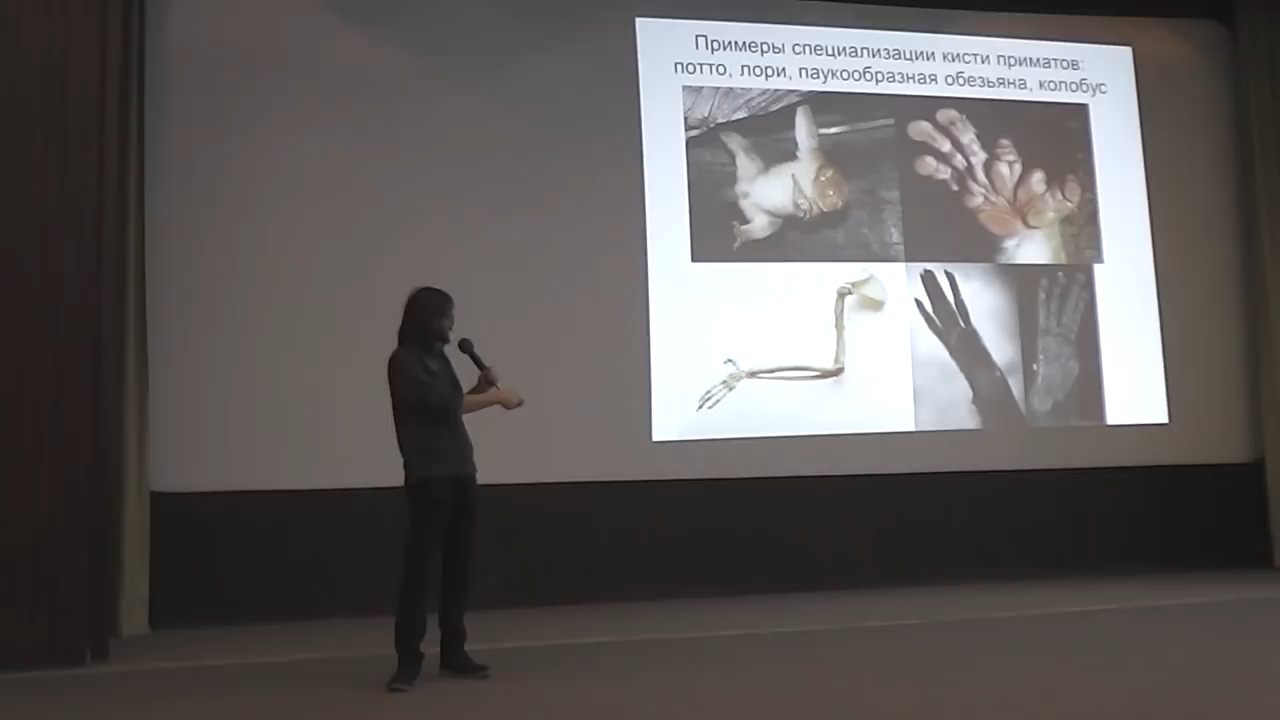 Примеры специализации кисти приматов:
потто, лори, паукообразная обезьяна, колобус